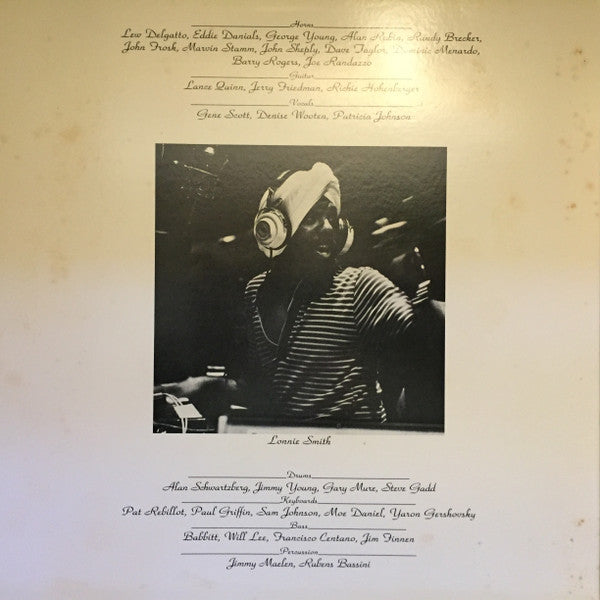 Horns
Lew Delgatto, Eddie Danials, George Young, Alan Rubin, Randy Brecker,
John Frosk, Marvin Stamm, John Sheply, Dave Taylor, Dominic Menardo,
Barry Rogers, Joe Randazzo
Guitar
Lance Quinn, Jerry Friedman, Richie Hohenberger
Vocals
Gene Scott, Denise Wooten, Patricia Johnson
Lonnie Smith
Drums
Alan Schwartzberg, Jimmy Young, Gary Mure, Steve Gadd
Keyboards
Pat Rebillot, Paul Griffin, Sam Johnson, Moe Daniel, Yaron Gershovsky
Bass
Babbitt, Will Lee, Francisco Centano, Jim Finnen
Percussion
Jimmy Maelen, Rubens Bassini